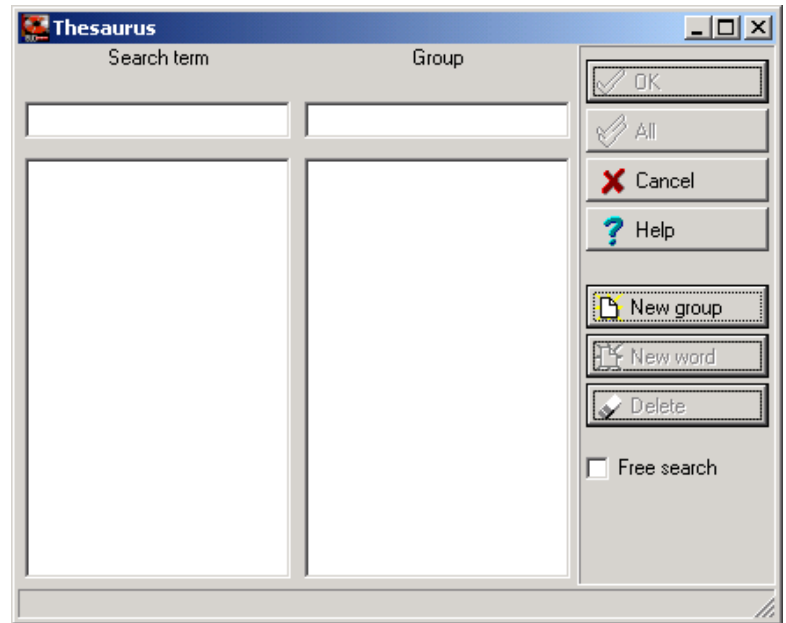 Thesaurus
Search term
Group
OK
All
Cancel
Help
New group
New word
Delete
Free search